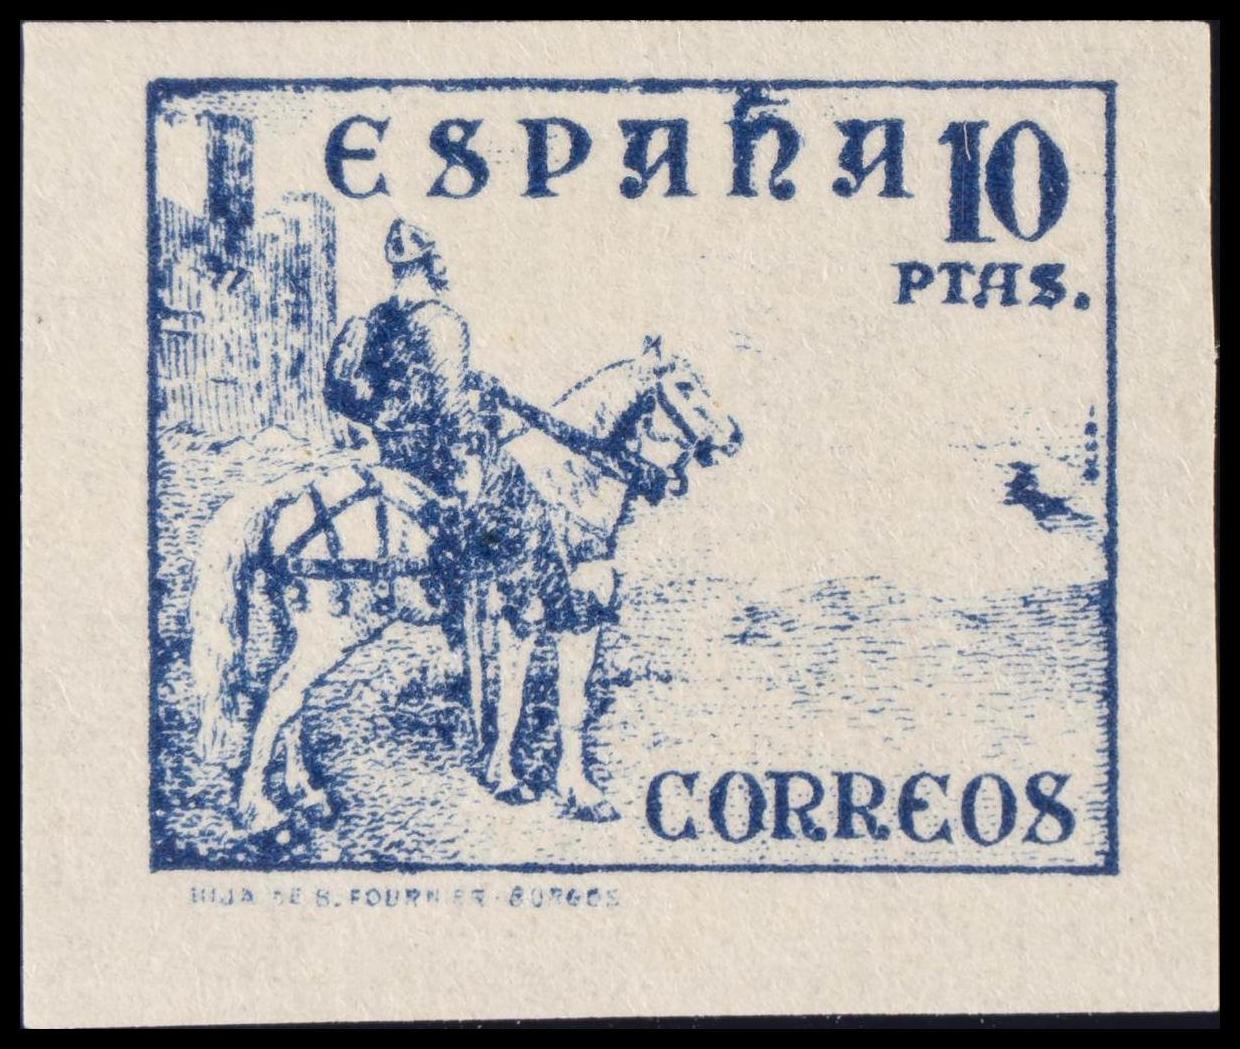 ESPAÑA 10
PTAS.
CORREOS
HIJA DE B. FOURNIER-BURGOS